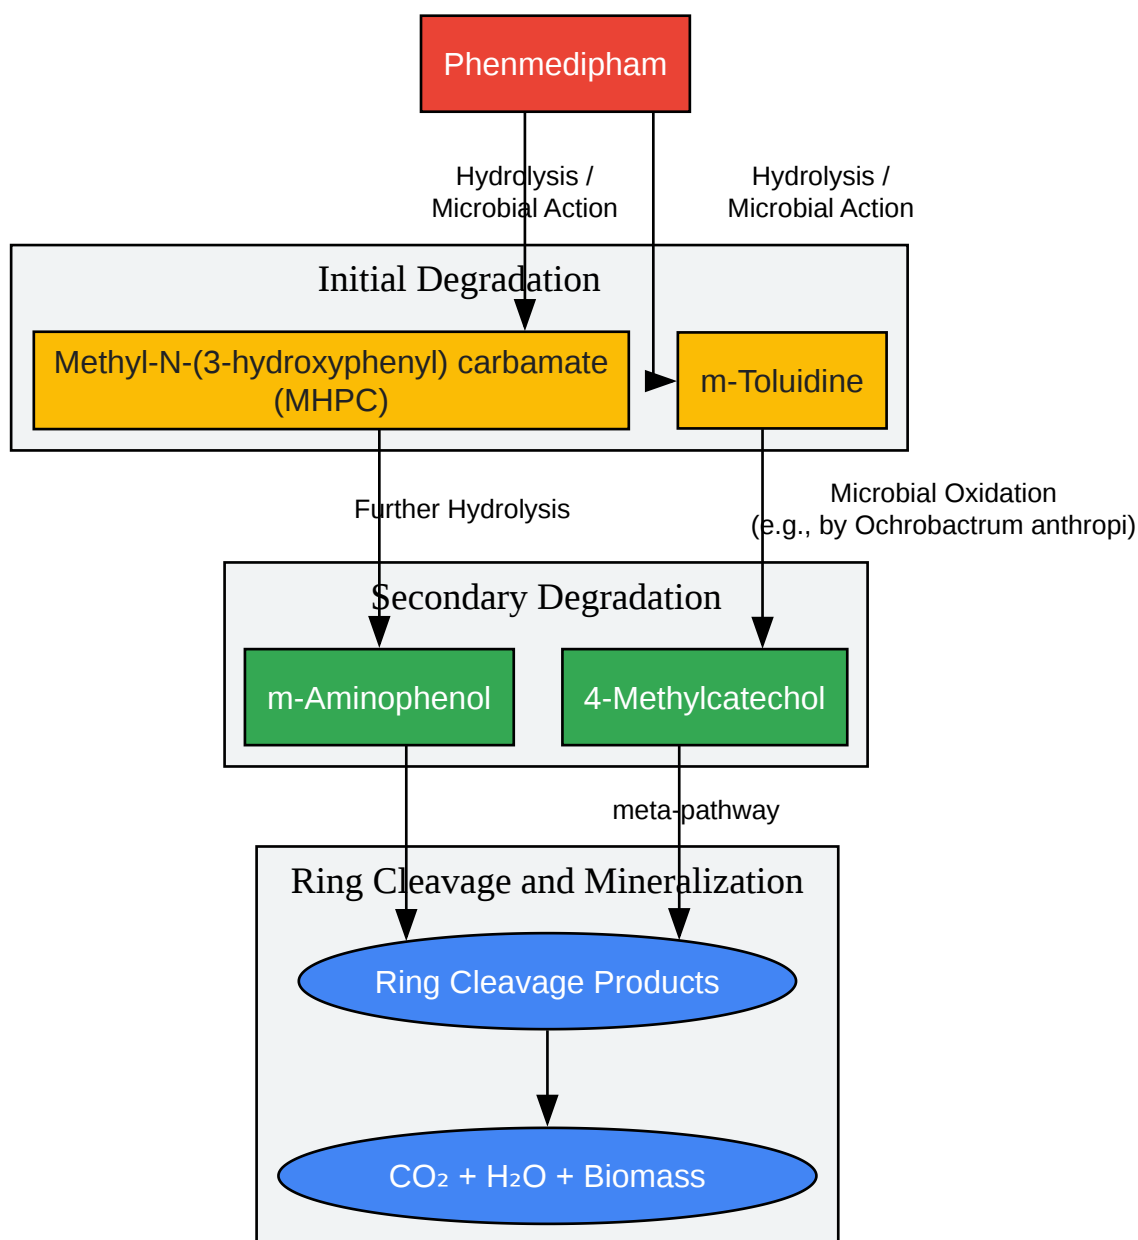 Phenmedipham
Hydrolysis /
Microbial Action
Hydrolysis /
Microbial Action
Initial Degradation
Methyl-N-(3-hydroxyphenyl) carbamate
(MHPC)
m-Toluidine
Further Hydrolysis
Microbial Oxidation
(e.g., by Ochrobactrum anthropi)
Secondary Degradation
m-Aminophenol
4-Methylcatechol
meta-pathway
Ring Cleavage and Mineralization
Ring Cleavage Products
CO₂ + H₂O + Biomass